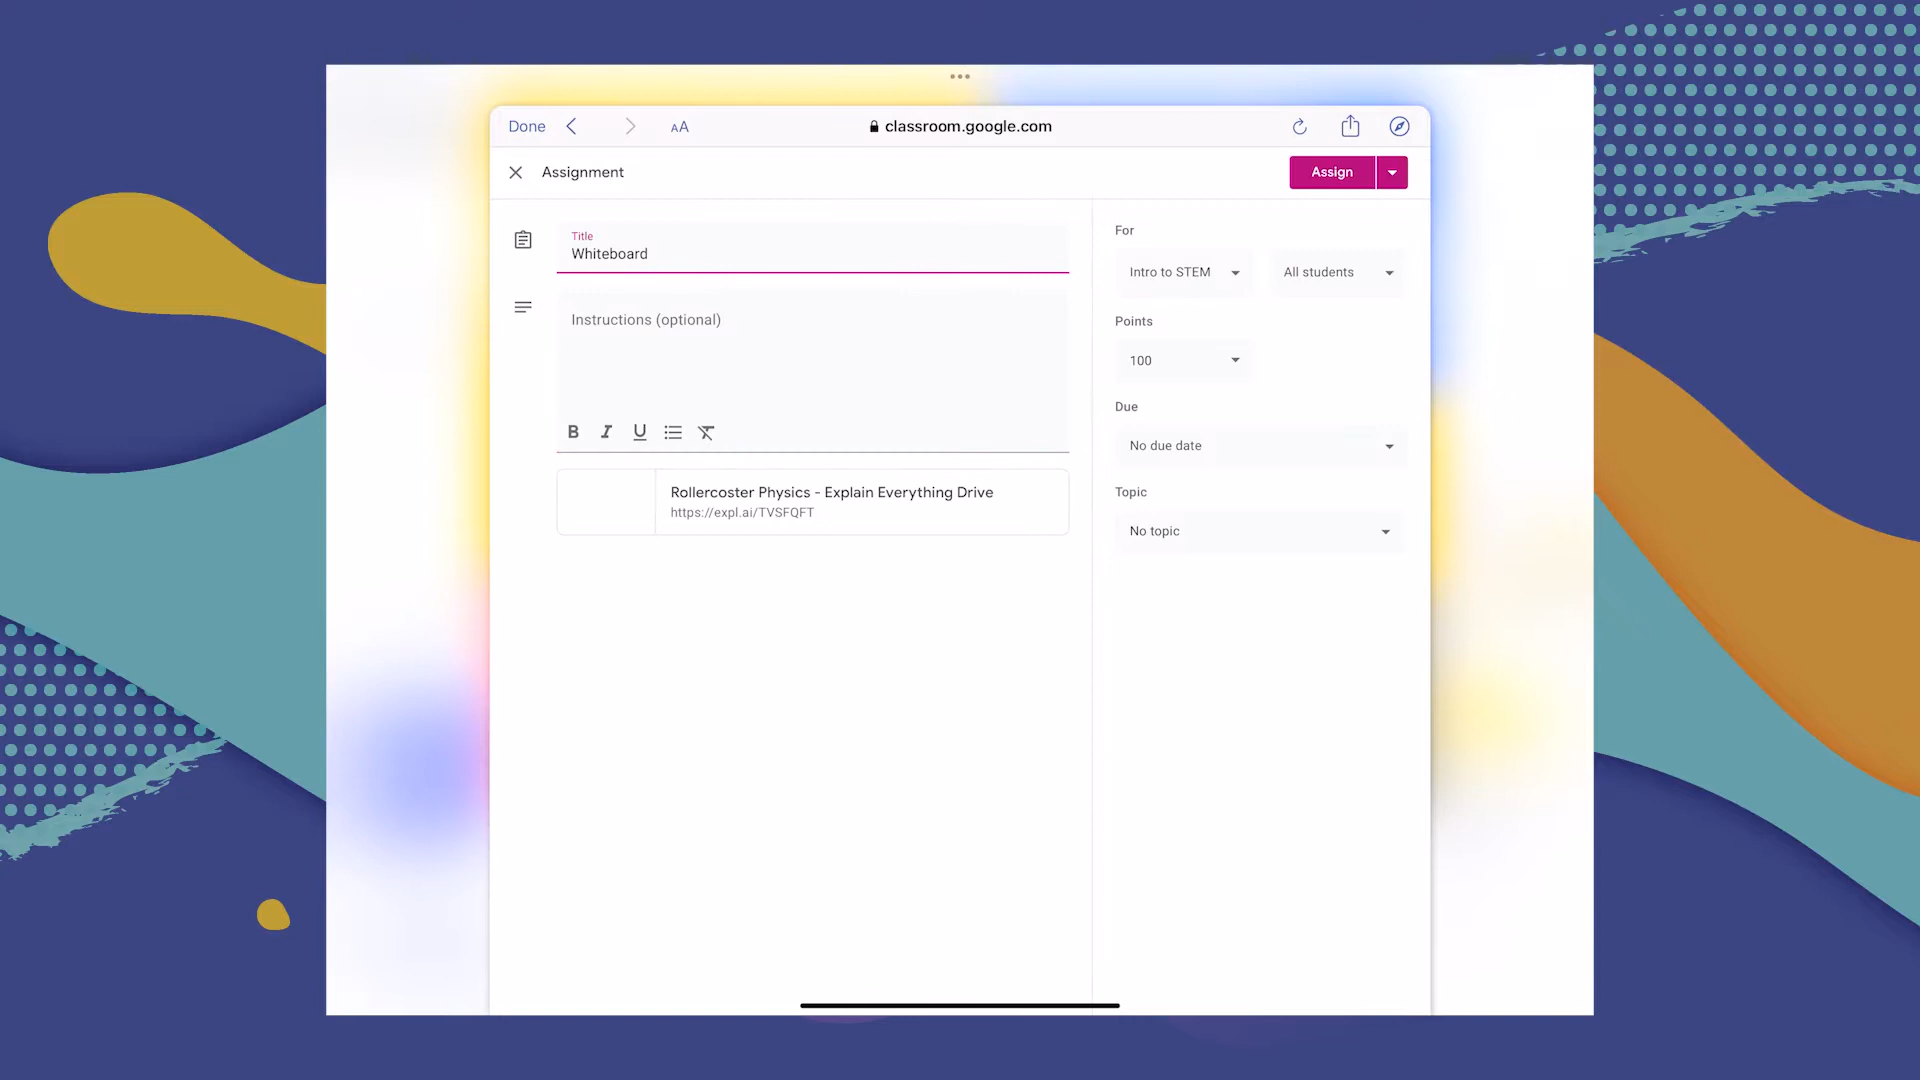 Done
AA
classroom.google.com
Assignment
Assign
Title
Whiteboard
Instructions (optional)
B I U
Rollercoster Physics - Explain Everything Drive
https://expl.ai/TVSFQFT
For
Intro to STEM
All students
Points
100
Due
No due date
Topic
No topic